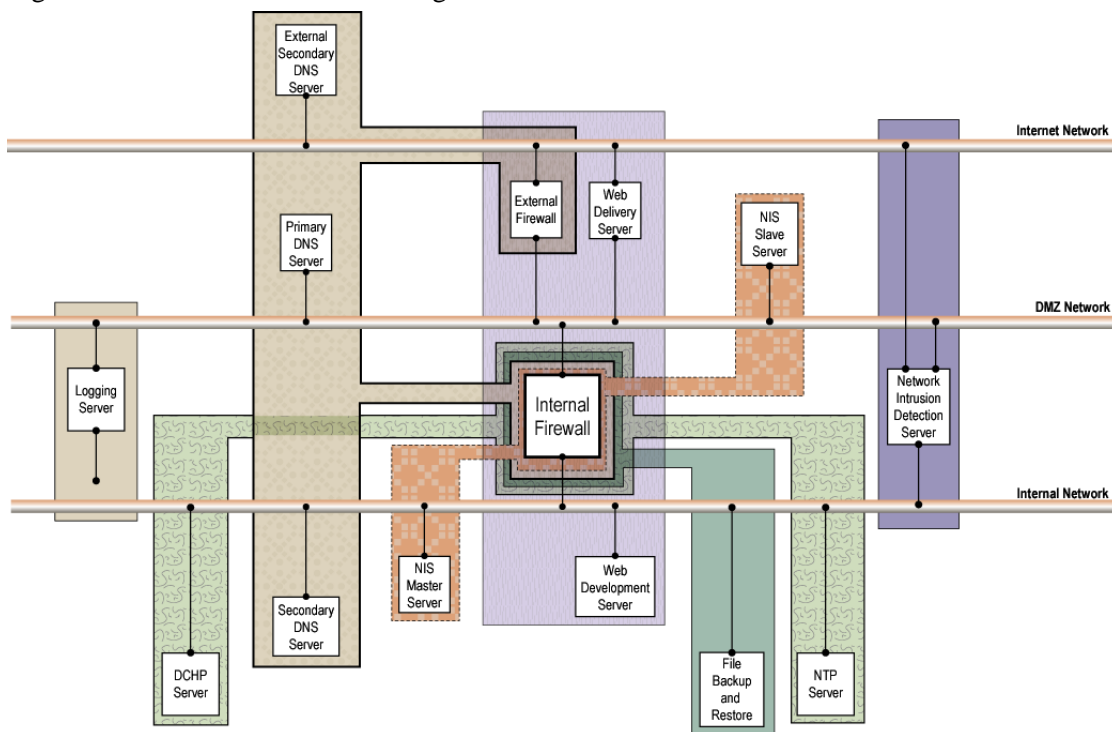 External
Secondary
DNS
Server
Internet Network
External
Firewall
Web
Delivery
Server
NIS
Slave
Server
Primary
DNS
Server
DMZ Network
Logging
Server
Internal
Firewall
Network
Intrusion
Detection
Server
Internal Network
NIS
Master
Server
Web
Development
Server
Secondary
DNS
Server
DCHP
Server
File
Backup
and
Restore
NTP
Server